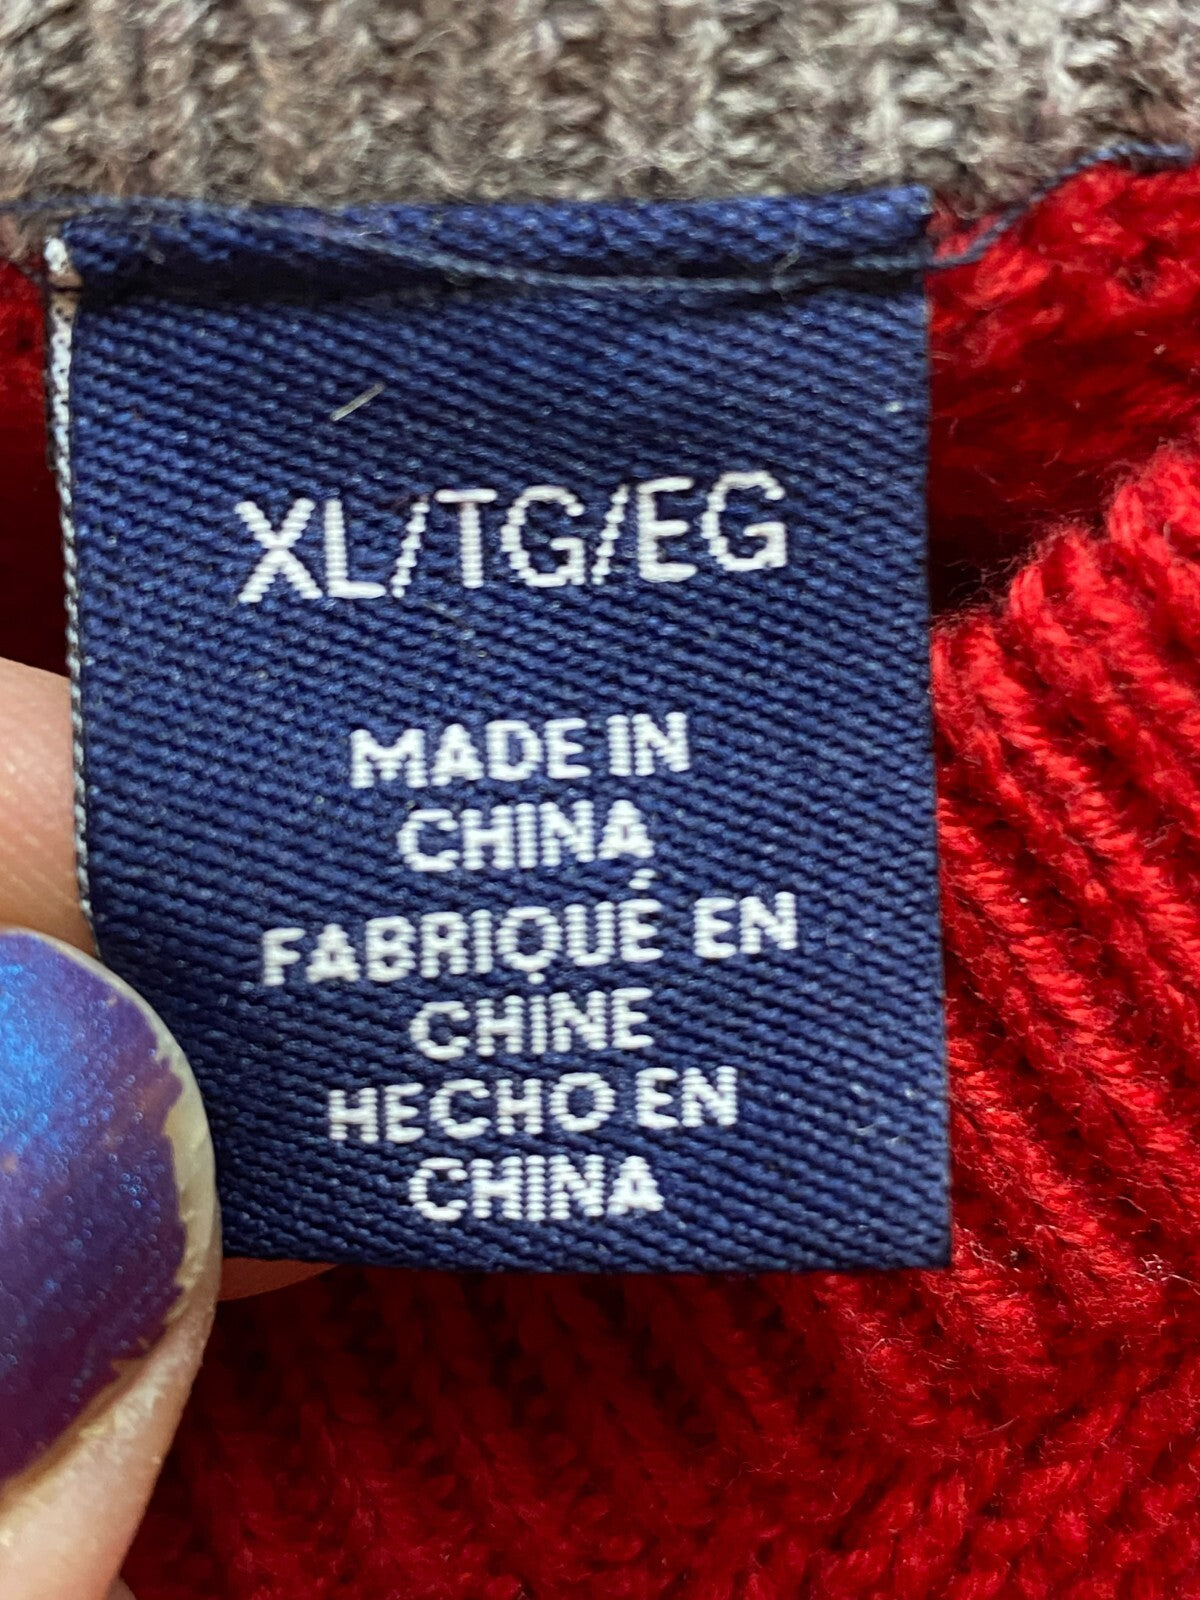 XL/TG/EG
MADE IN
CHINA
FABRIQUÉ EN
CHINE
HECHO EN
CHINA